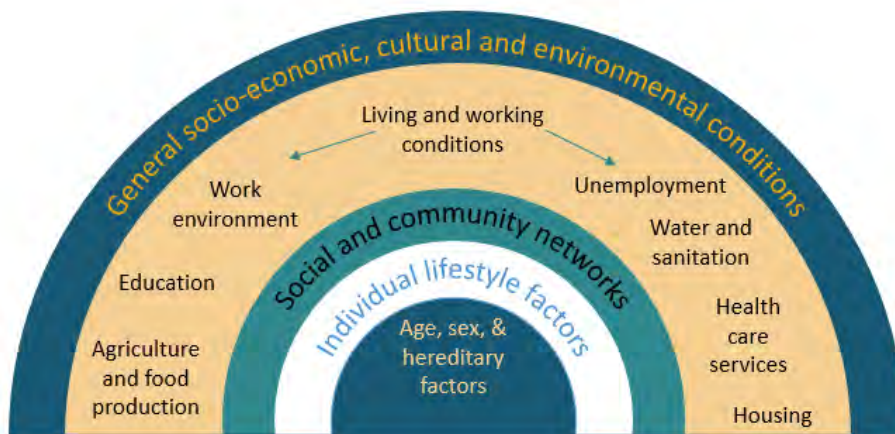 General socio-economic, cultural and environmental conditions
Living and working
conditions
Work
environment
Unemployment
Education
Water and
sanitation
Agriculture
and food
production
Health
care
services
Housing
Social and community networks
Individual lifestyle factors
Age, sex, &
hereditary
factors